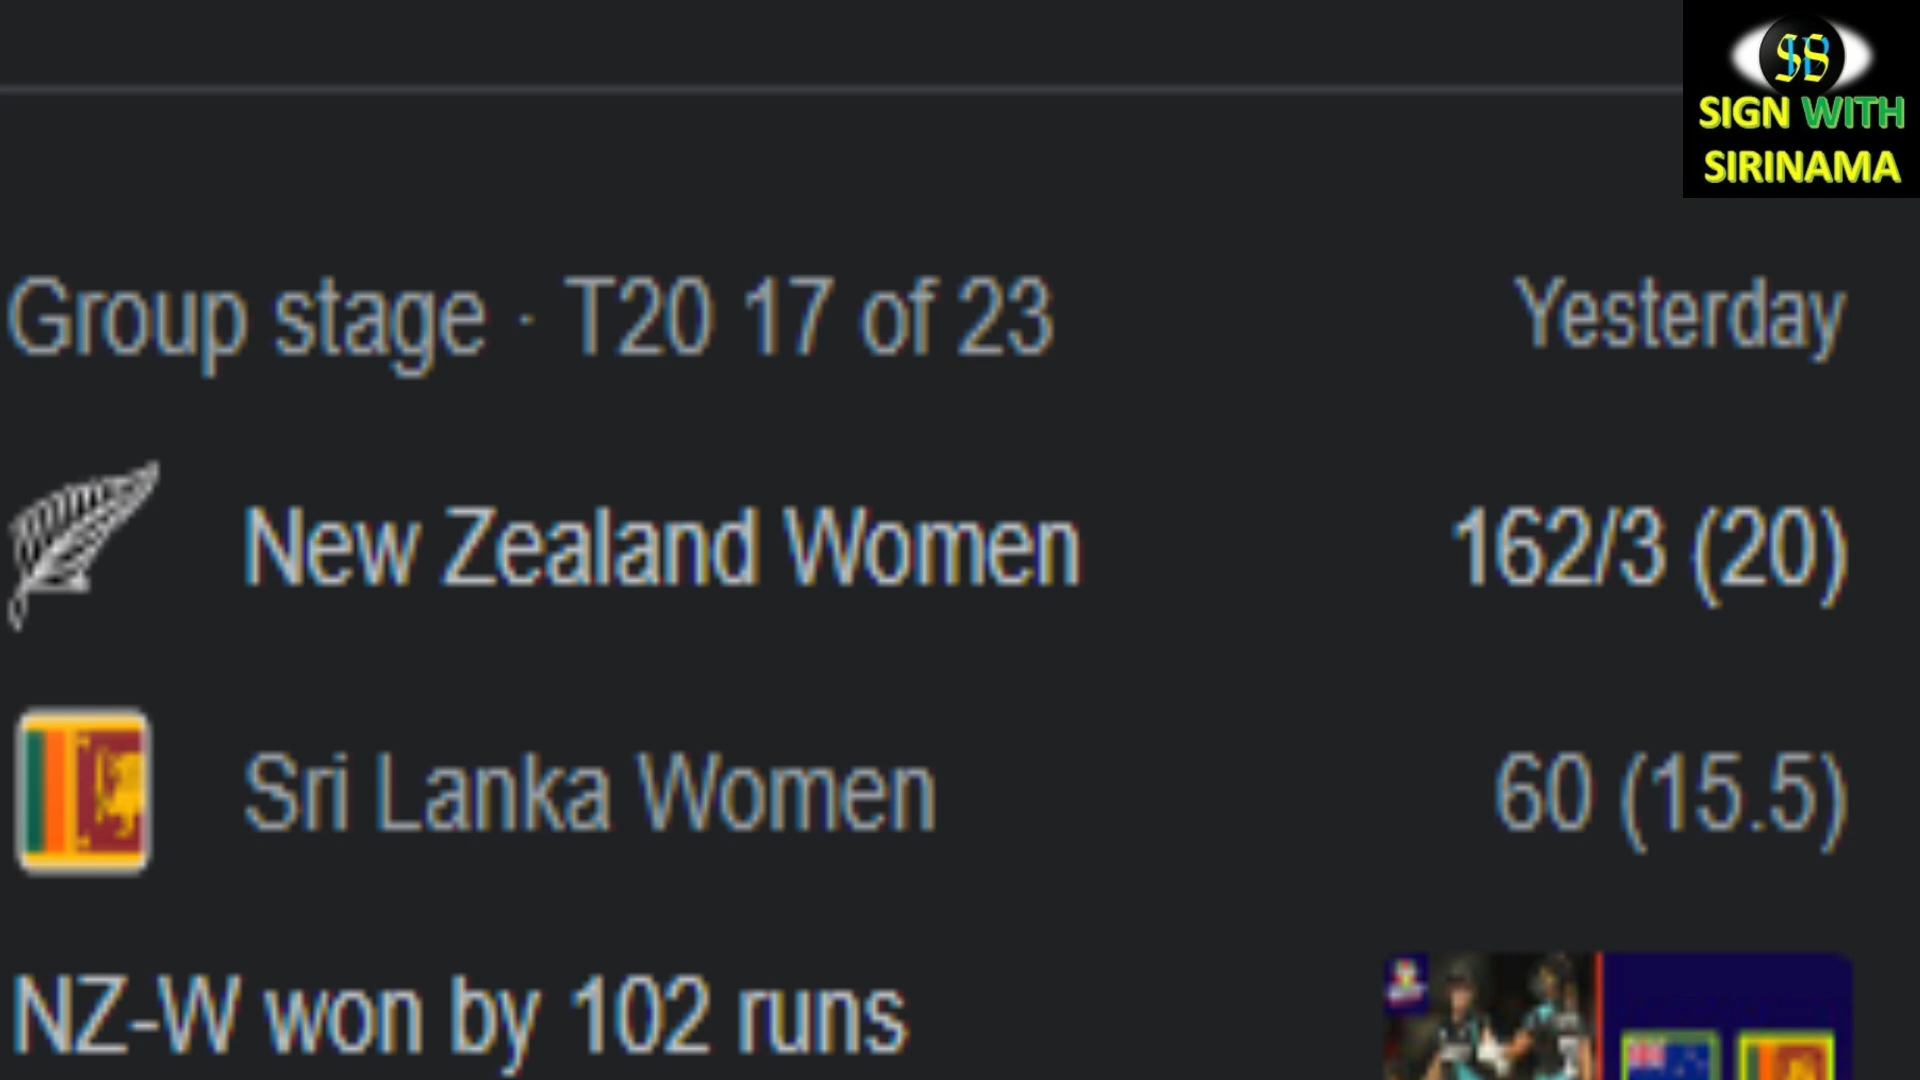 SIGN WITH
SIRINAMA
Group stage · T20 17 of 23 Yesterday
New Zealand Women 162/3 (20)
Sri Lanka Women 60 (15.5)
NZ-W won by 102 runs